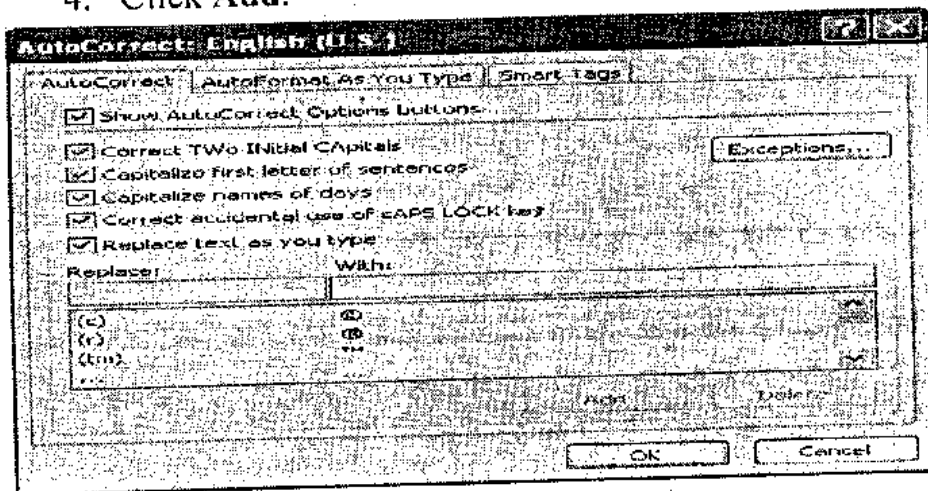 4. Click Add.
AutoCorrect: English (U.S.)
AutoCorrect AutoFormat As You Type Smart Tags
Show AutoCorrect Options buttons
Correct TWo INitial CApitals Exceptions...
Capitalize first letter of sentences
Capitalize names of days
Correct accidental use of cAPS LOCK key
Replace text as you type
Replace: With:
(c) ©
(r) ®
(tm) ™
... ...
Add Delete
OK Cancel